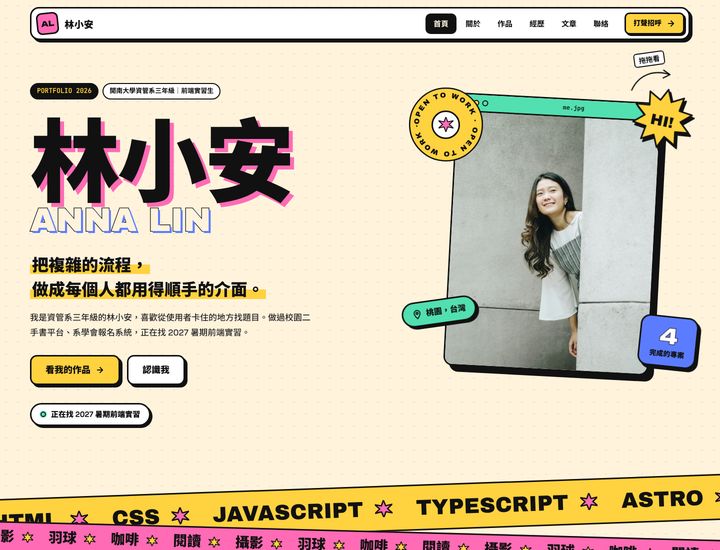 AL 林小安 首頁 關於 作品 經歷 文章 聯絡 打聲招呼
拖拖看
PORTFOLIO 2026 開南大學資管系三年級｜前端實習生
me.jpg
OPEN TO WORK · OPEN TO WORK ·
HI!
林小安
ANNA LIN
把複雜的流程，
做成每個人都用得順手的介面。
我是資管系三年級的林小安，喜歡從使用者卡住的地方找題目。做過校園二
手書平台、系學會報名系統，正在找 2027 暑期前端實習。
桃園，台灣
4
完成的專案
看我的作品 認識我
正在找 2027 暑期前端實習
HTML CSS JAVASCRIPT TYPESCRIPT ASTRO
影 羽球 咖啡 閱讀 攝影 羽球 咖啡 閱讀 攝影 羽球 咖啡